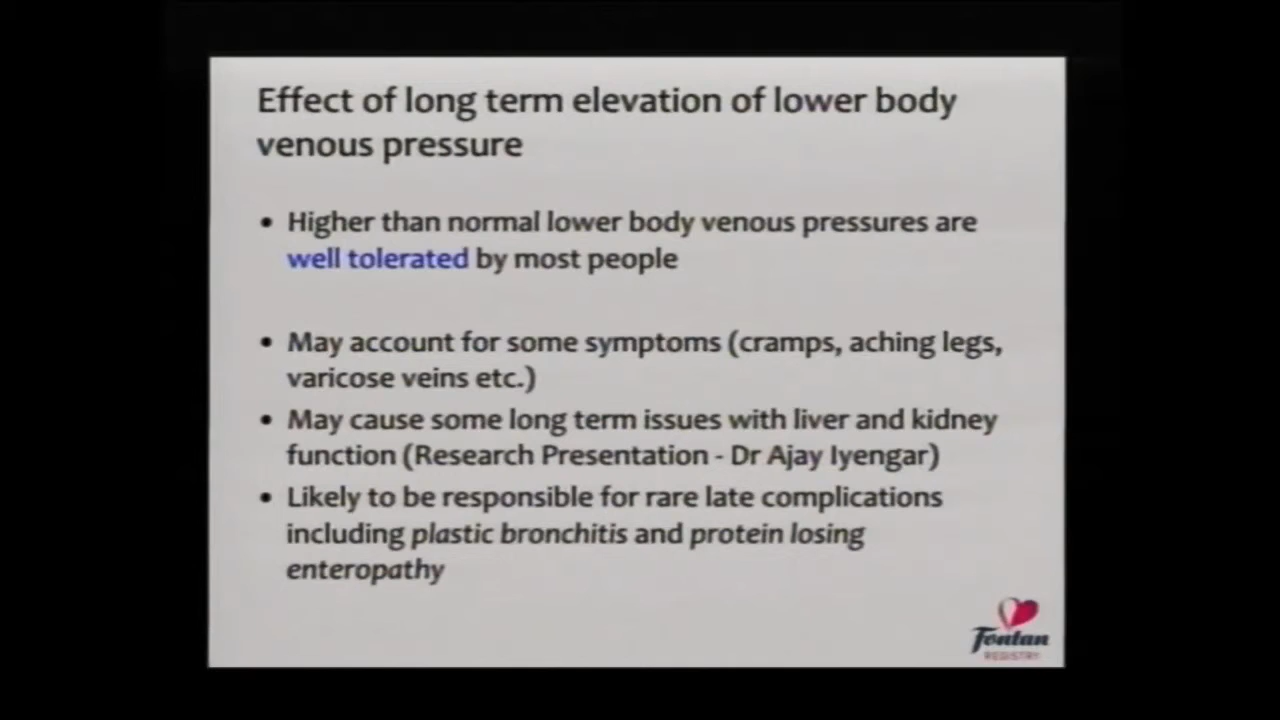 Effect of long term elevation of lower body
venous pressure
• Higher than normal lower body venous pressures are
well tolerated by most people
• May account for some symptoms (cramps, aching legs,
varicose veins etc.)
• May cause some long term issues with liver and kidney
function (Research Presentation - Dr Ajay Iyengar)
• Likely to be responsible for rare late complications
including plastic bronchitis and protein losing
enteropathy
Fontan
REGISTRY